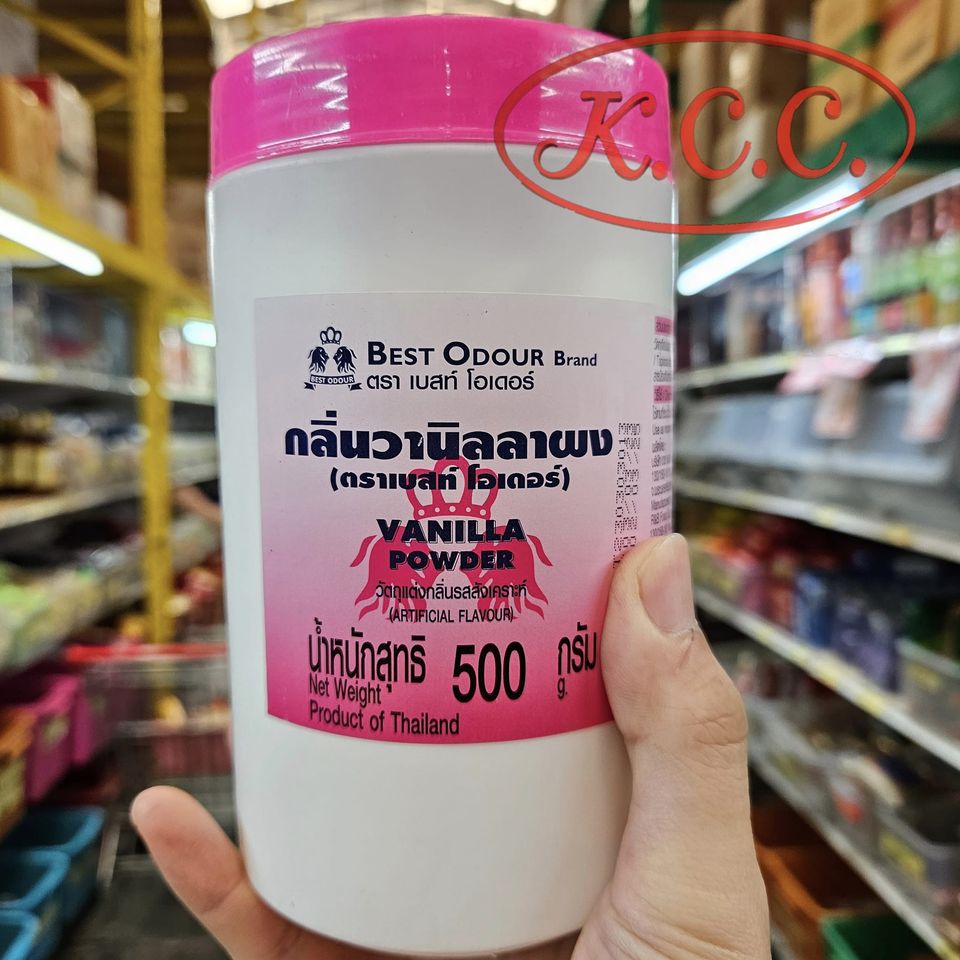 K.C.C.
BEST ODOUR
BEST ODOUR Brand
ตรา เบสท์ โอเดอร์
กลิ่นวานิลลาผง
(ตราเบสท์ โอเดอร์)
VANILLA
POWDER
วัตถุแต่งกลิ่นรสสังเคราะห์
(ARTIFICIAL FLAVOUR)
น้ำหนักสุทธิ 500 กรัม
Net Weight g.
Product of Thailand